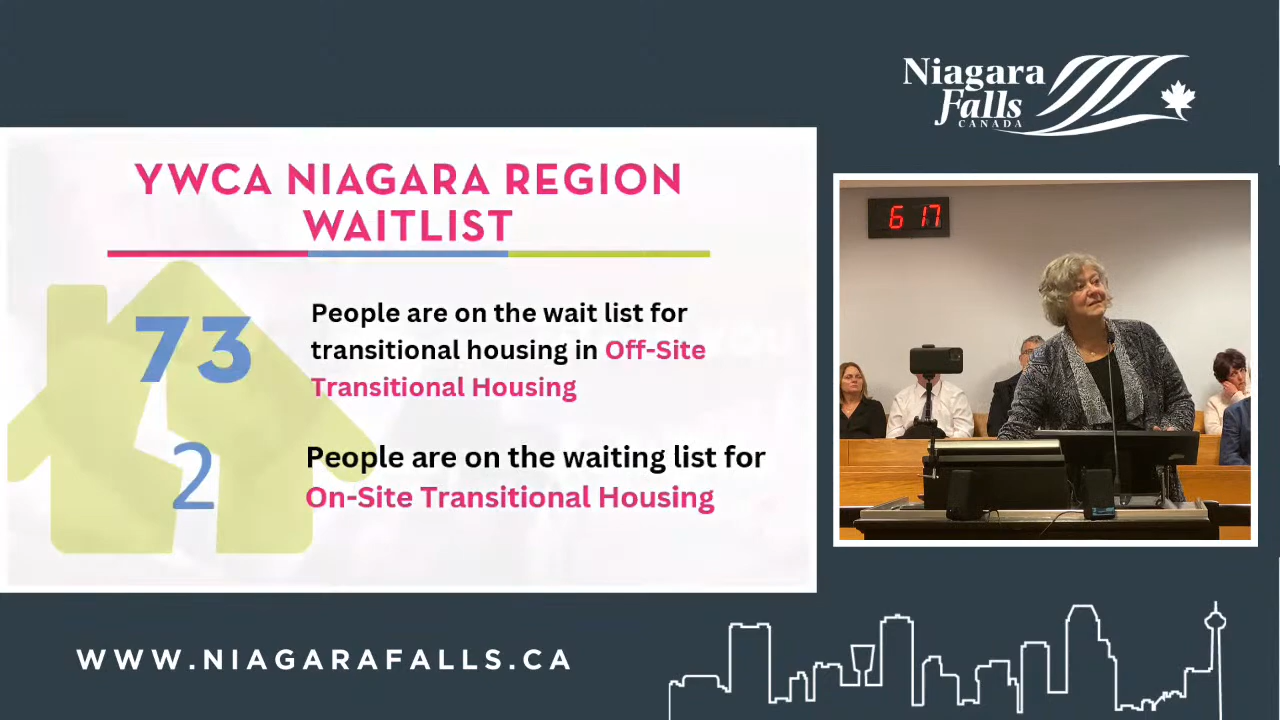 Niagara
Falls
CANADA
YWCA NIAGARA REGION
WAITLIST
6 17
73
People are on the wait list for
transitional housing in Off-Site
Transitional Housing
2
People are on the waiting list for
On-Site Transitional Housing
WWW.NIAGARAFALLS.CA